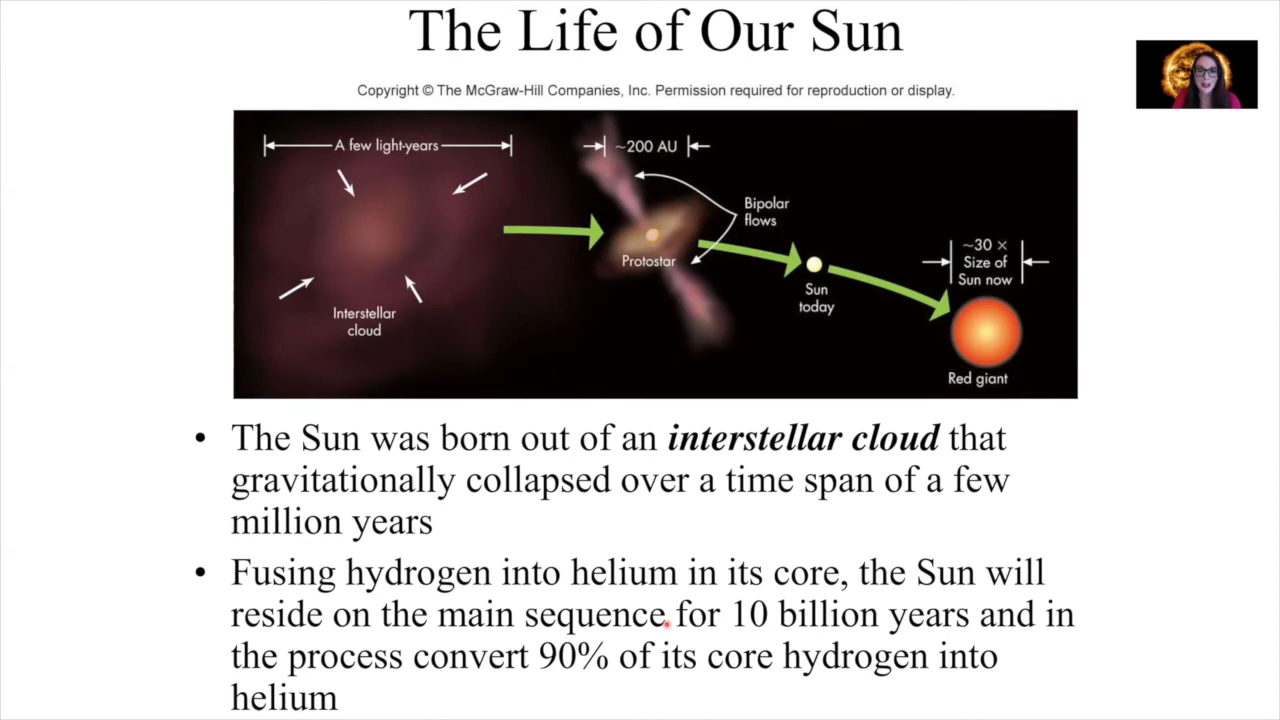 The Life of Our Sun
Copyright © The McGraw-Hill Companies, Inc. Permission required for reproduction or display.
A few light-years
~200 AU
Bipolar
flows
Protostar
Interstellar
cloud
Sun
today
~30 ×
Size of
Sun now
Red giant
• The Sun was born out of an interstellar cloud that
gravitationally collapsed over a time span of a few
million years
• Fusing hydrogen into helium in its core, the Sun will
reside on the main sequence for 10 billion years and in
the process convert 90% of its core hydrogen into
helium